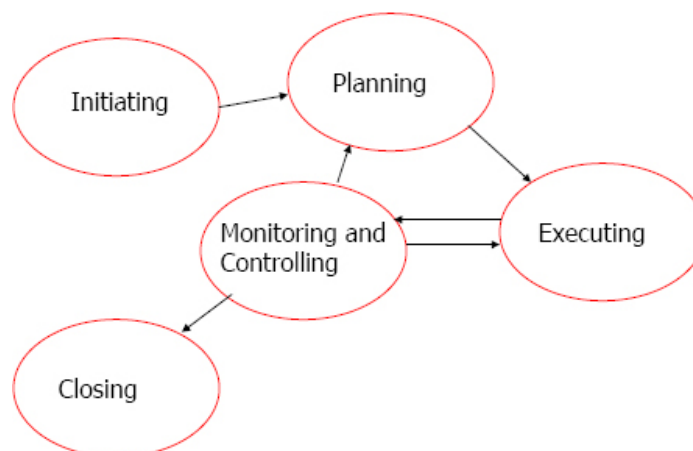 Initiating
Planning
Monitoring and
Controlling
Executing
Closing